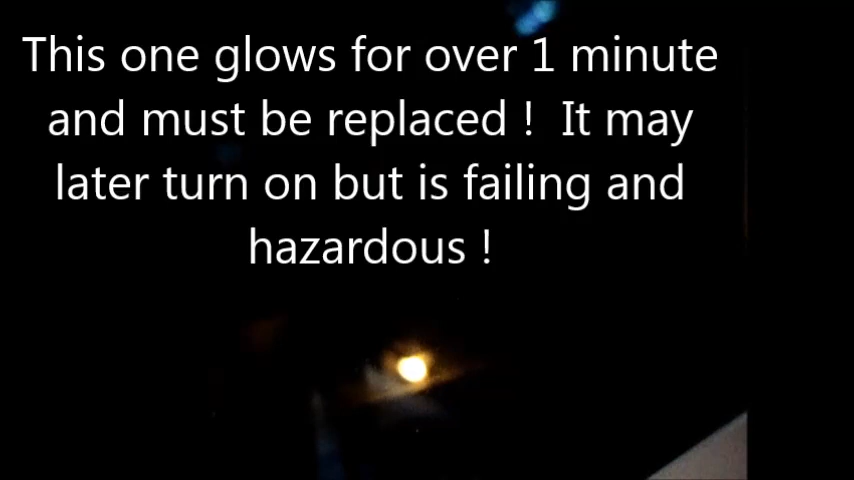 This one glows for over 1 minute
and must be replaced !  It may
later turn on but is failing and
hazardous !